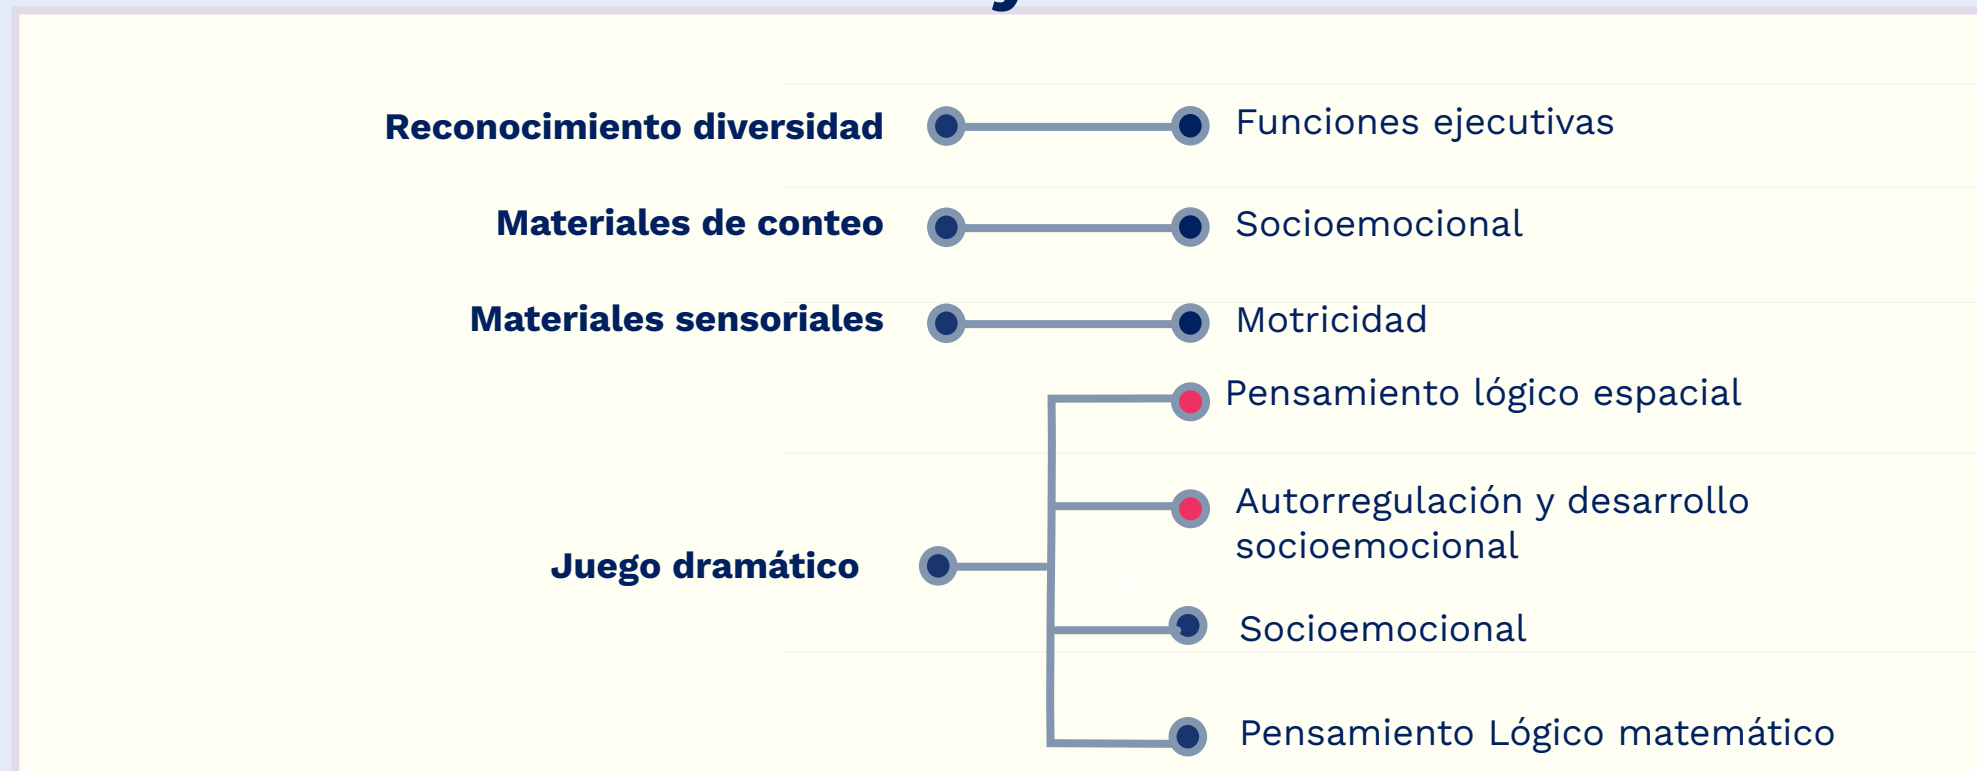 Reconocimiento diversidad
Funciones ejecutivas
Materiales de conteo
Socioemocional
Materiales sensoriales
Motricidad
Pensamiento lógico espacial
Autorregulación y desarrollo
socioemocional
Juego dramático
Socioemocional
Pensamiento Lógico matemático